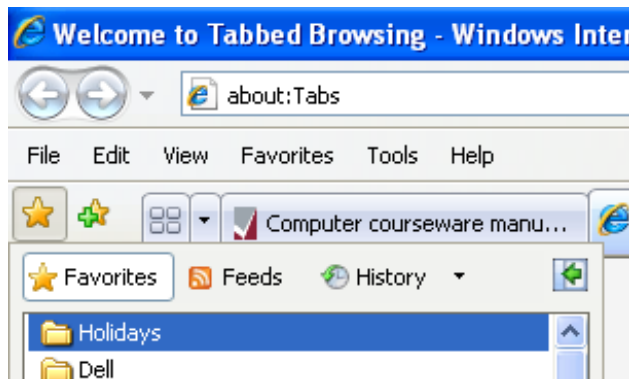 Welcome to Tabbed Browsing - Windows Inter
about:Tabs
File Edit View Favorites Tools Help
Computer courseware manu...
Favorites Feeds History
Holidays
Dell